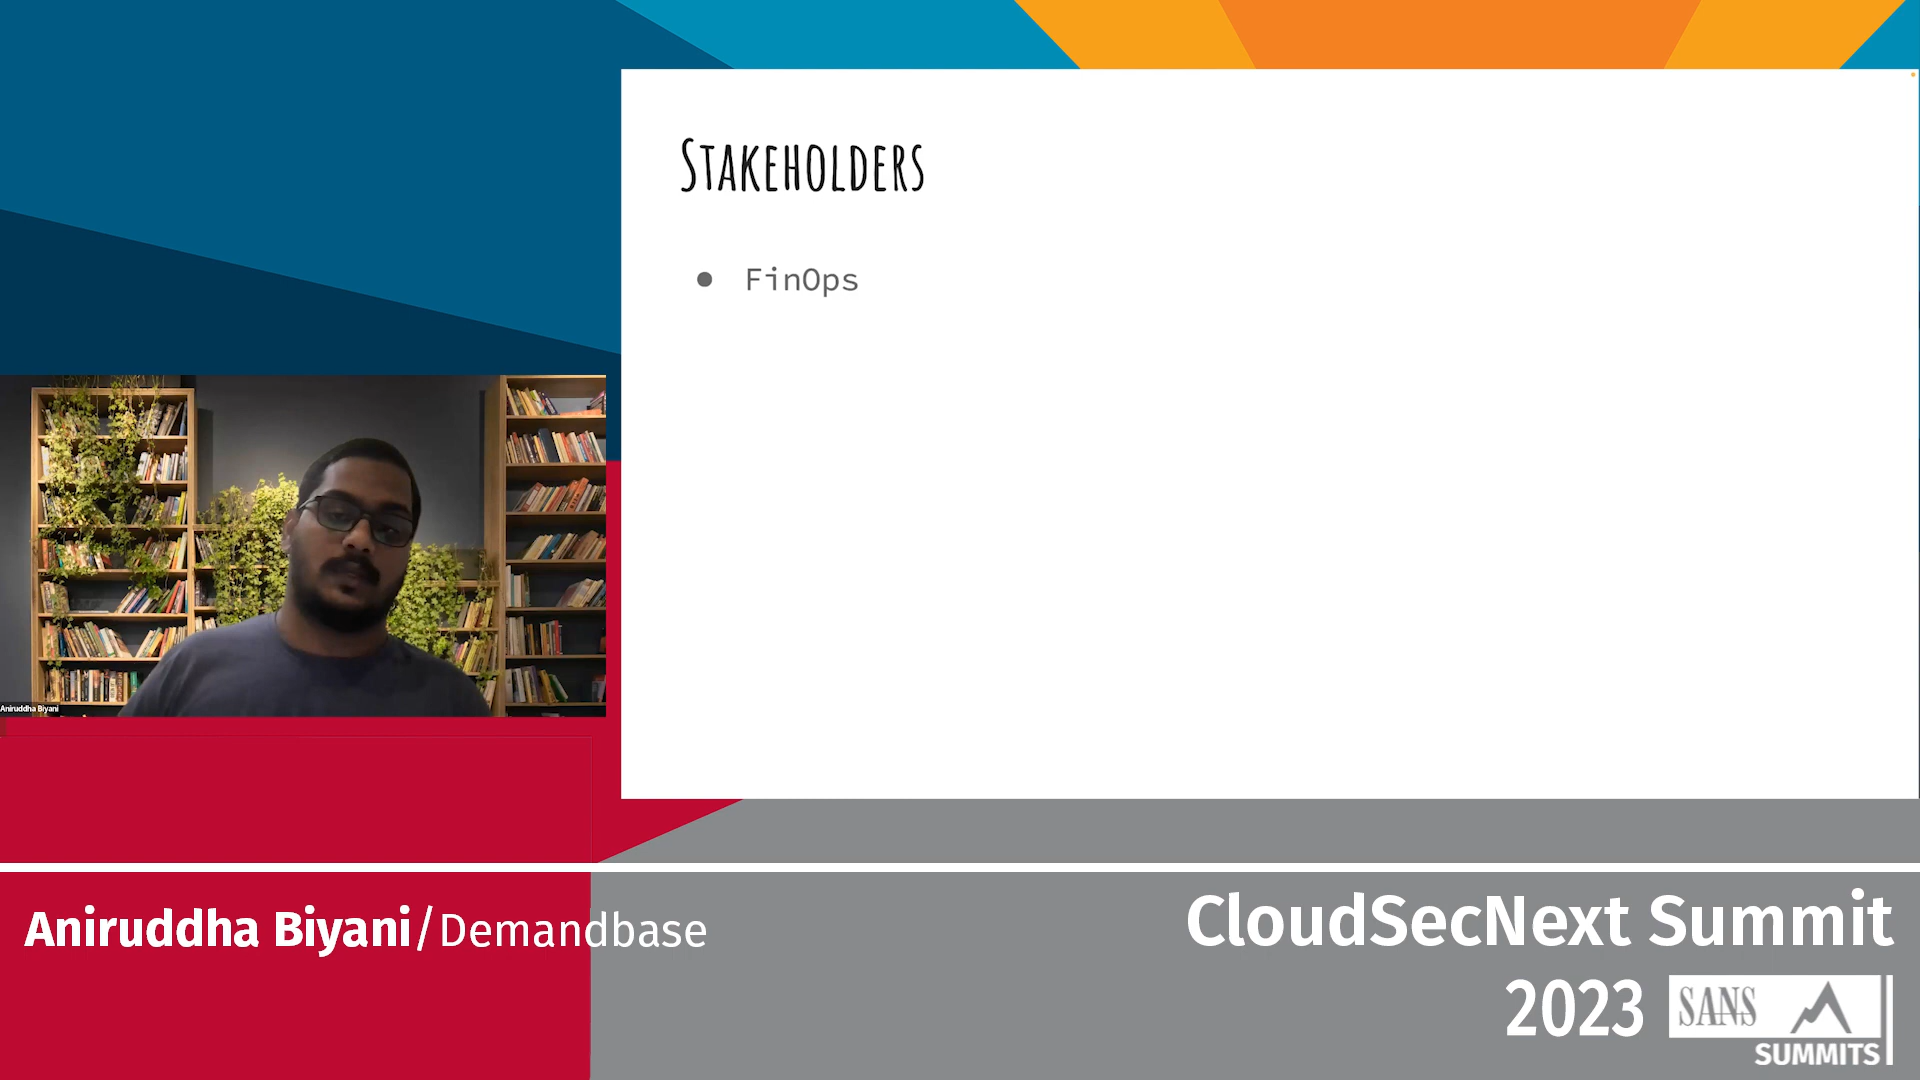 STAKEHOLDERS
● FinOps
Aniruddha Biyani
Aniruddha Biyani/Demandbase
CloudSecNext Summit
2023
SANS
SUMMITS